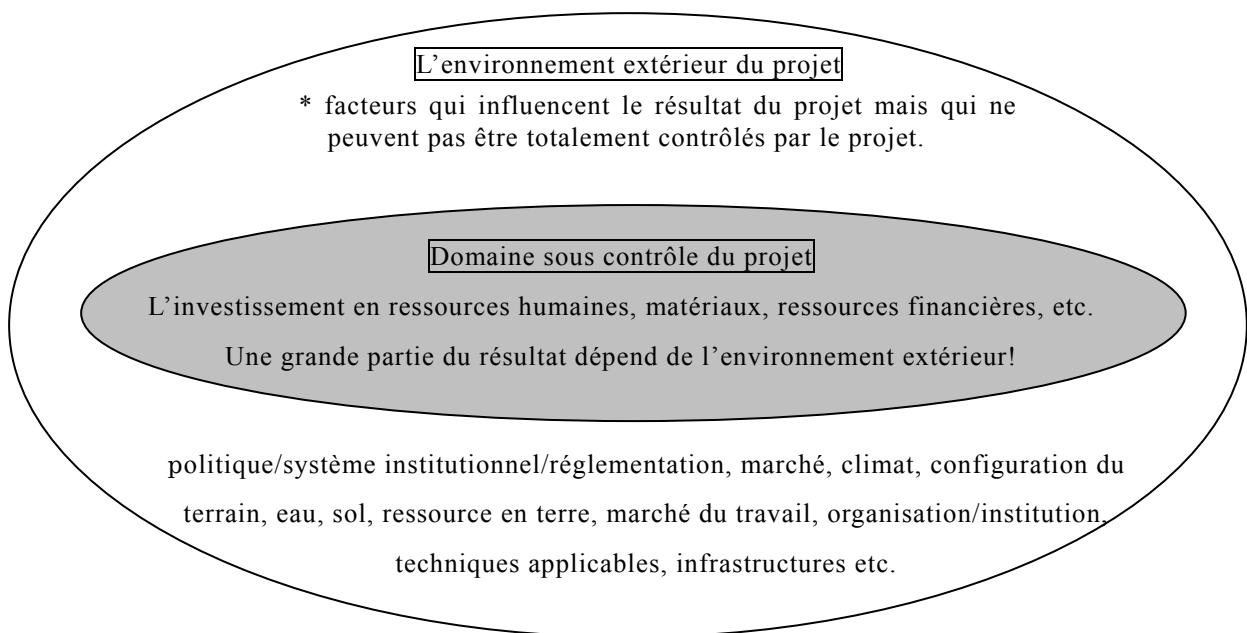 L’environnement extérieur du projet
* facteurs qui influencent le résultat du projet mais qui ne
peuvent pas être totalement contrôlés par le projet.
Domaine sous contrôle du projet
L’investissement en ressources humaines, matériaux, ressources financières, etc.
Une grande partie du résultat dépend de l’environnement extérieur!
politique/système institutionnel/réglementation, marché, climat, configuration du
terrain, eau, sol, ressource en terre, marché du travail, organisation/institution,
techniques applicables, infrastructures etc.